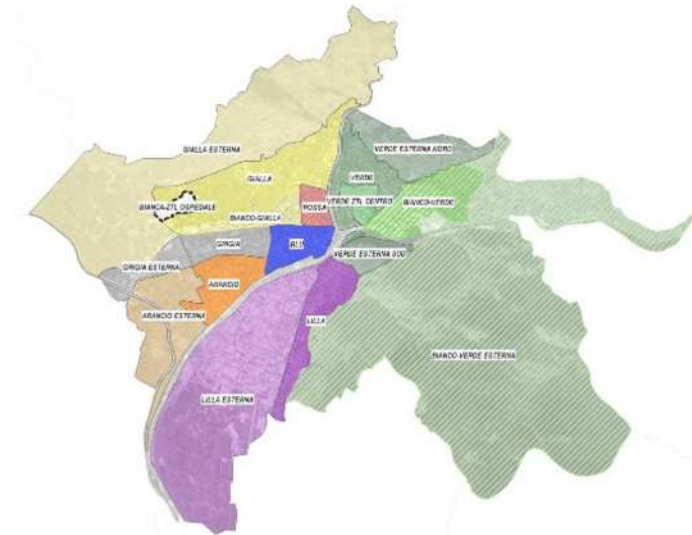 GIALLA ESTERNA
VERDE ESTERNA NORD
GIALLA
VERDE
BIANCA-ZTL OSPEDALE
ROSSA
VERDE ZTL CENTRO
BIANCO-VERDE
BIANCO-GIALLA
GRIGIA
BLU
VERDE ESTERNA SUD
GRIGIA ESTERNA
ARANCIO
ARANCIO ESTERNA
LILLA
BIANCO-VERDE ESTERNA
LILLA ESTERNA